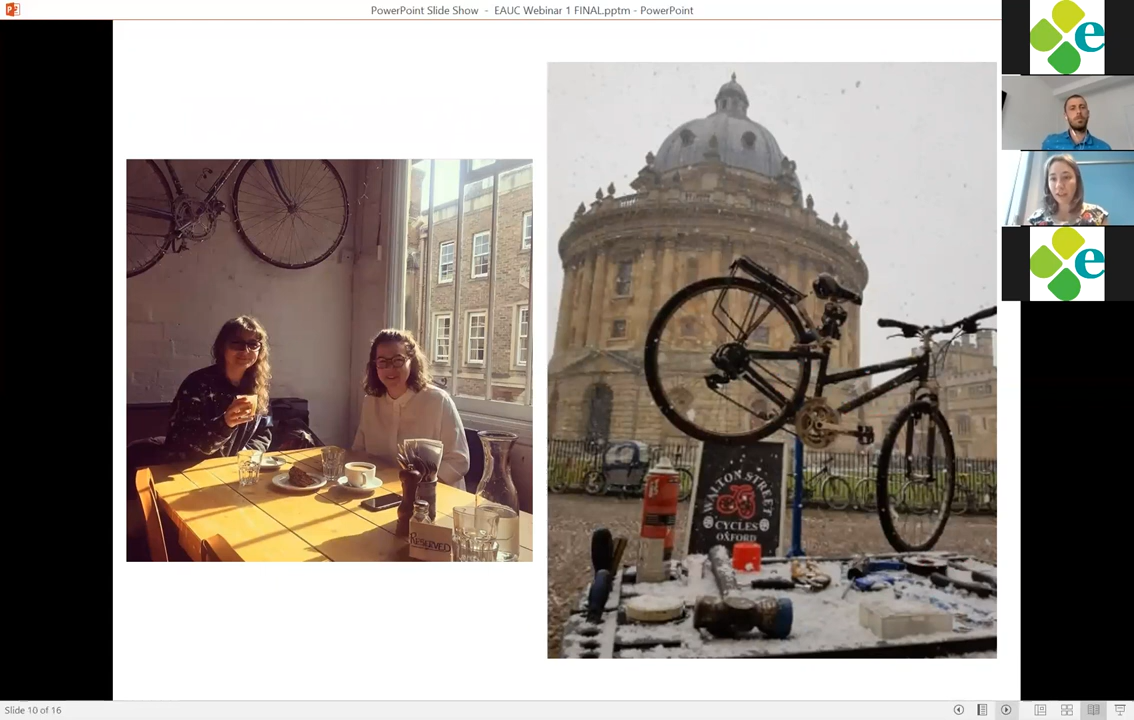 PowerPoint Slide Show - EAUC Webinar 1 FINAL.pptm - PowerPoint
e
e
WALTON STREET
CYCLES
OXFORD
RESERVED
Slide 10 of 16